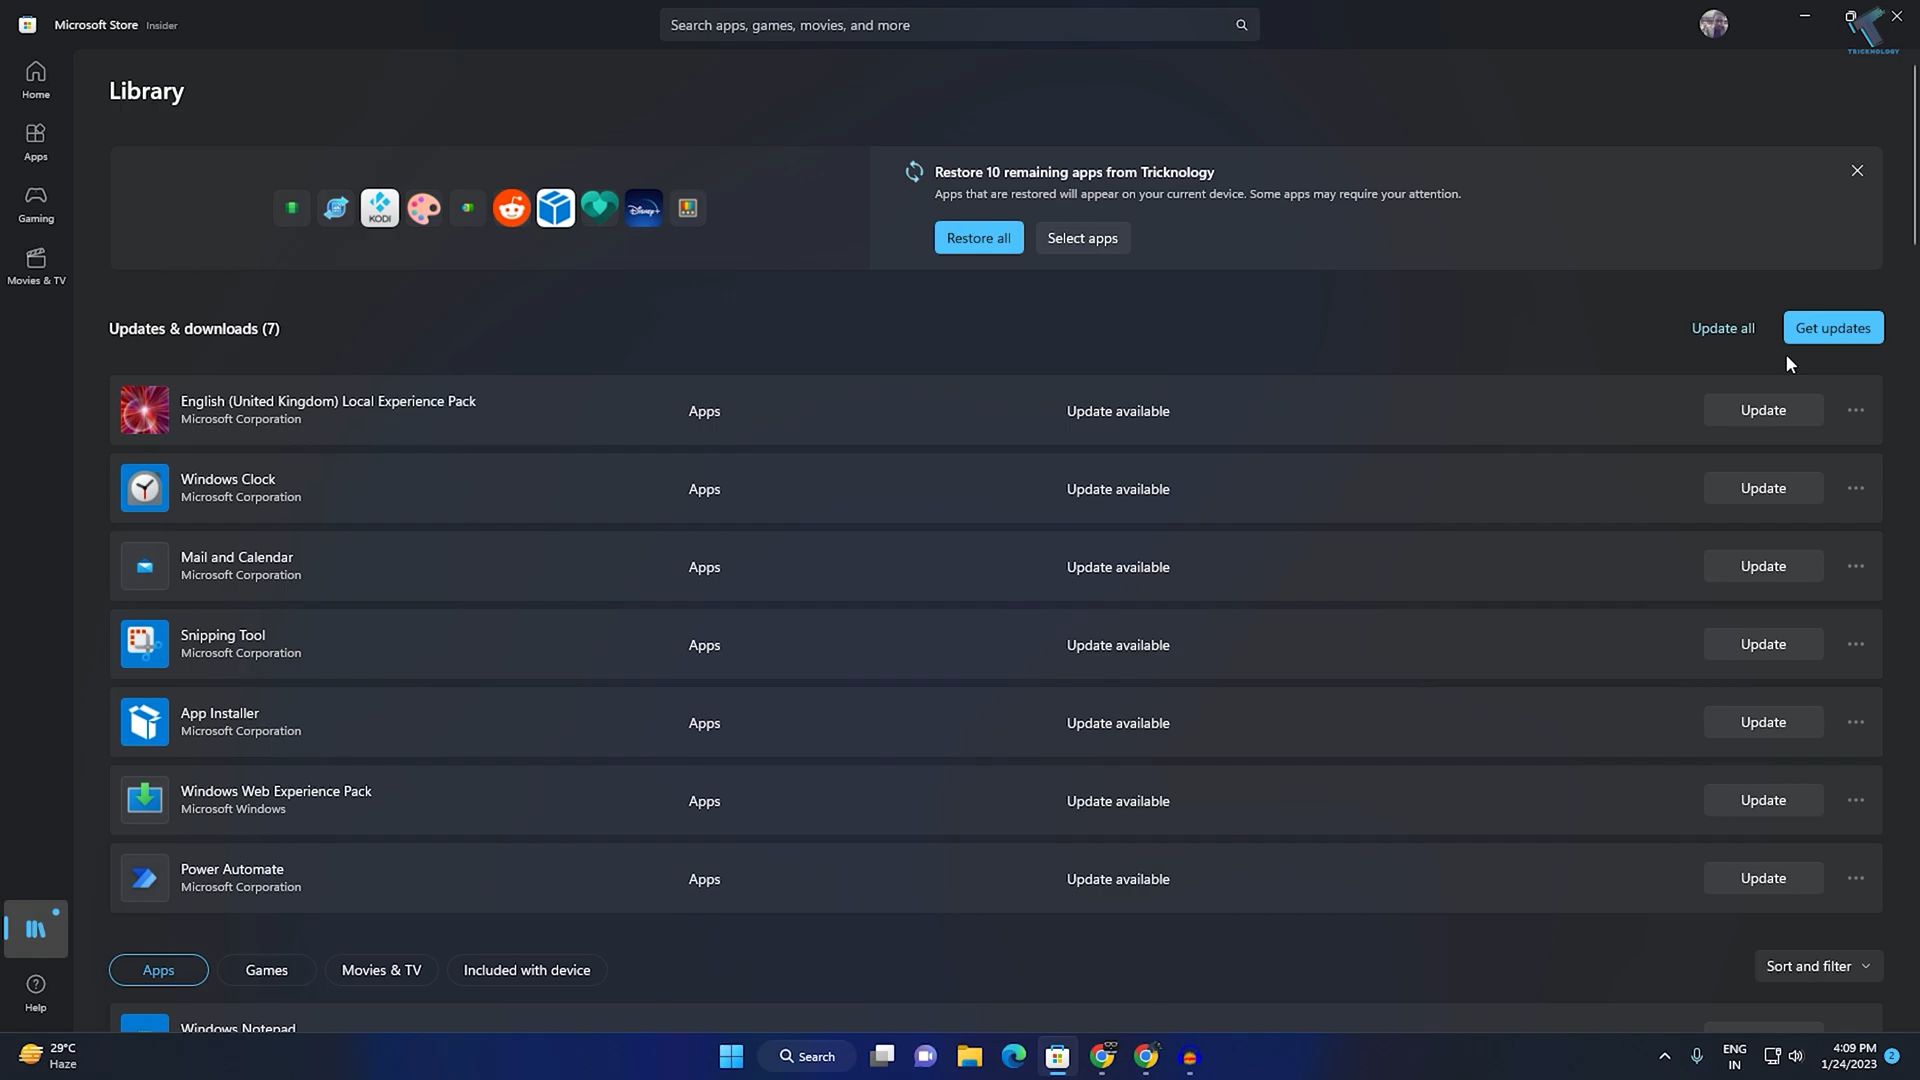 Microsoft Store Insider
Search apps, games, movies, and more
TRICKNOLOGY
Home
Apps
Gaming
Movies & TV
Library
KODI
Disney+
Restore 10 remaining apps from Tricknology
Apps that are restored will appear on your current device. Some apps may require your attention.
Restore all
Select apps
Updates & downloads (7)
Update all
Get updates
English (United Kingdom) Local Experience Pack
Microsoft Corporation
Apps
Update available
Update
Windows Clock
Microsoft Corporation
Apps
Update available
Update
Mail and Calendar
Microsoft Corporation
Apps
Update available
Update
Snipping Tool
Microsoft Corporation
Apps
Update available
Update
App Installer
Microsoft Corporation
Apps
Update available
Update
Windows Web Experience Pack
Microsoft Windows
Apps
Update available
Update
Power Automate
Microsoft Corporation
Apps
Update available
Update
Apps
Games
Movies & TV
Included with device
Sort and filter
Windows Notepad
Help
29°C
Haze
Search
ENG
IN
4:09 PM
1/24/2023
2